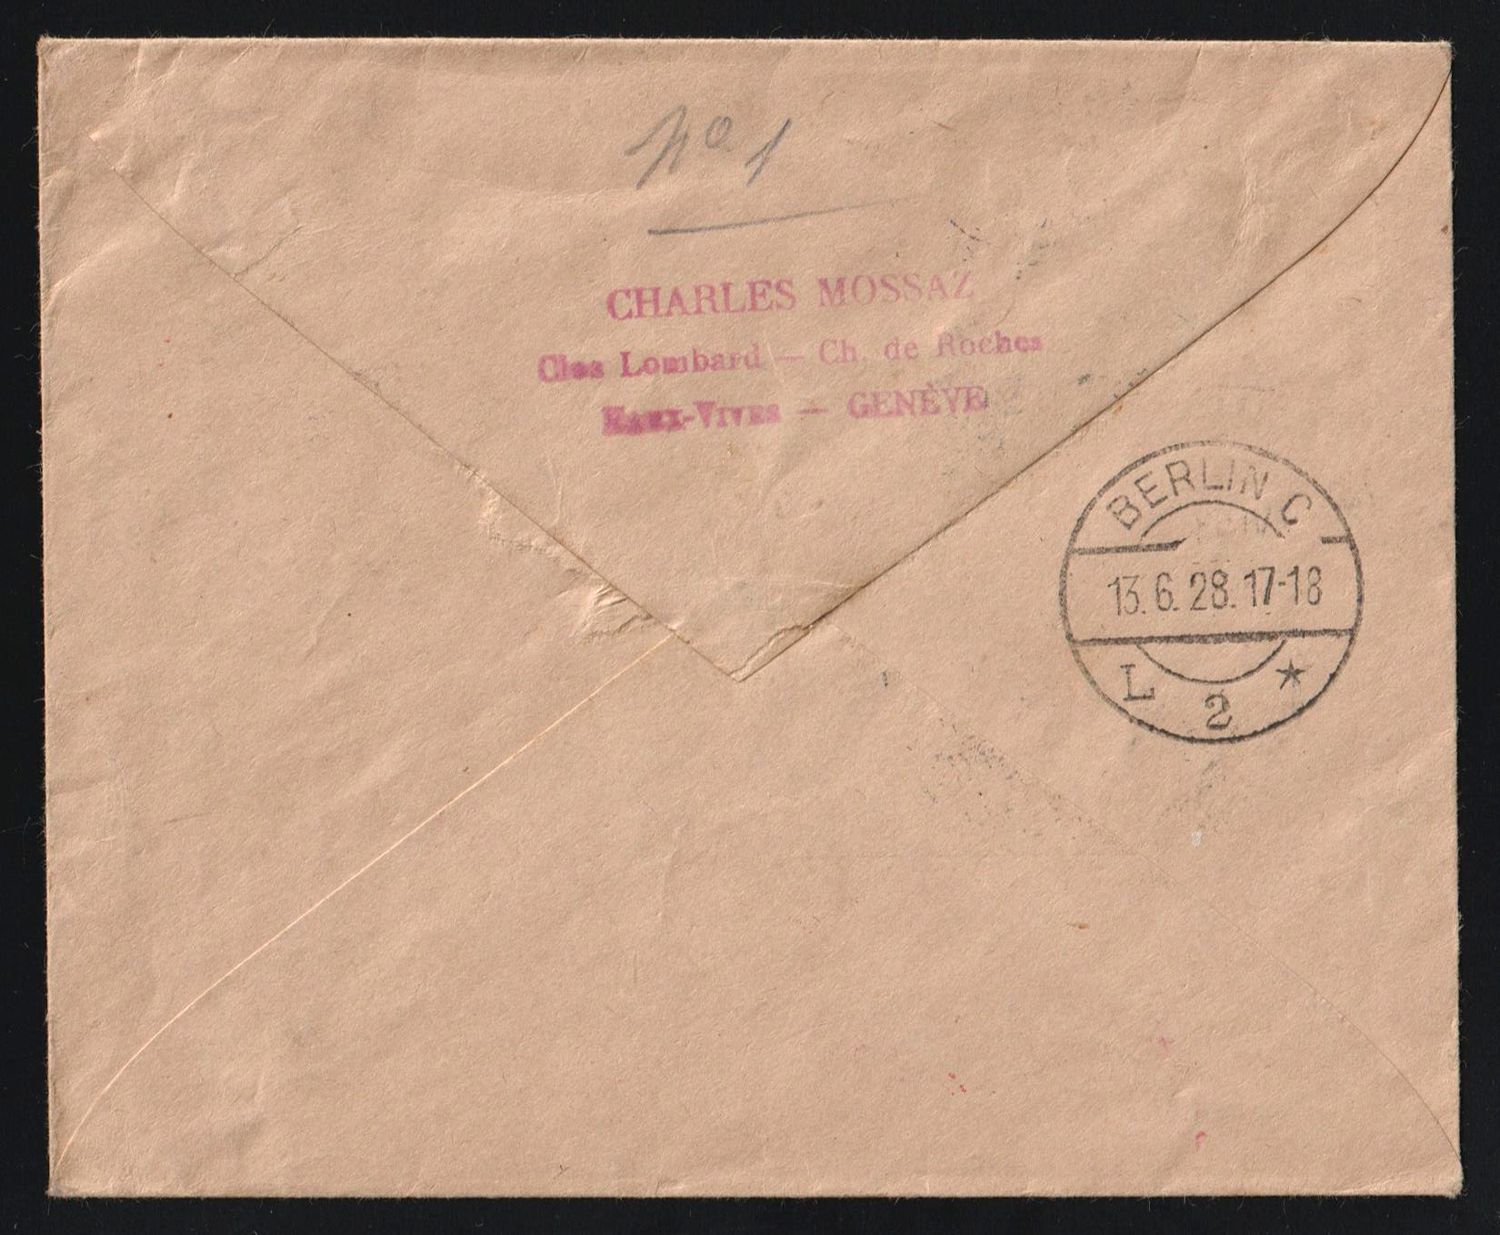 No 1
CHARLES MOSSAZ
Clos Lombard — Ch. de Roches
EAUX-VIVES — GENÈVE
BERLIN C
13.6.28.17-18
L 2 *